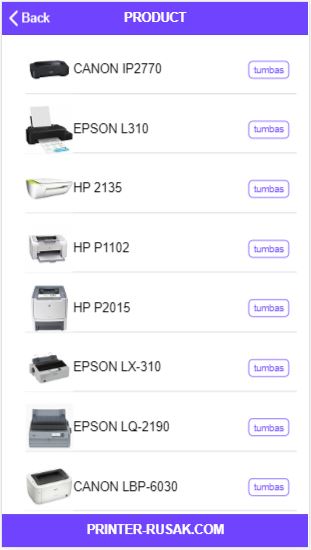 Back
PRODUCT
CANON IP2770
tumbas
EPSON L310
tumbas
HP 2135
tumbas
HP P1102
tumbas
HP P2015
tumbas
EPSON LX-310
tumbas
EPSON LQ-2190
tumbas
CANON LBP-6030
tumbas
PRINTER-RUSAK.COM